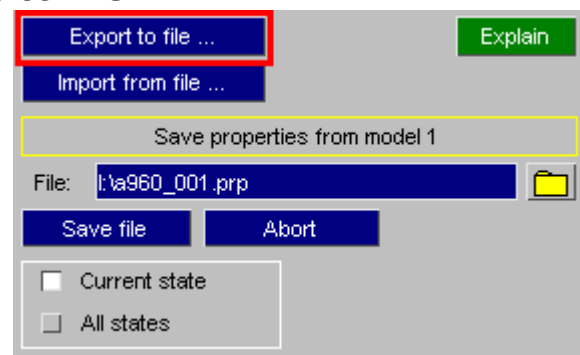 Export to file ... Explain
Import from file ...
Save properties from model 1
File: I:\a960_001.prp
Save file Abort
Current state
All states